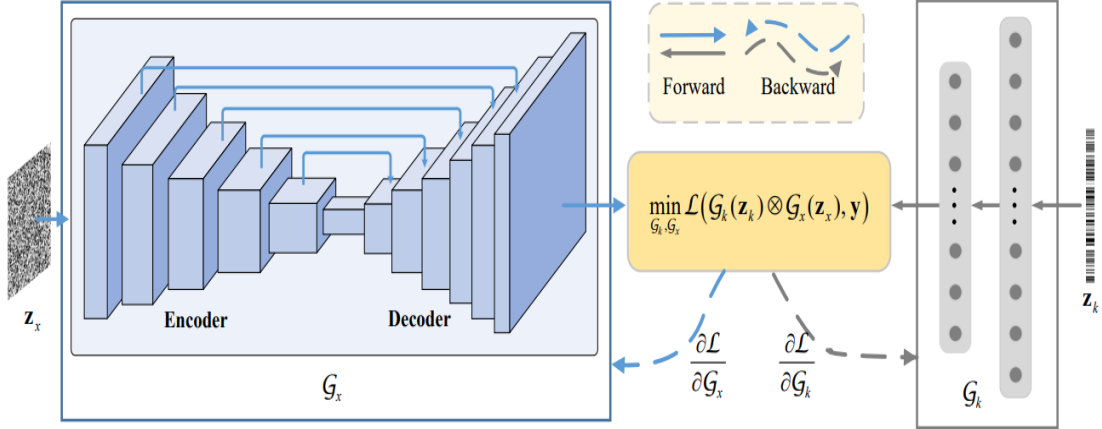 Forward Backward
min 𝓛(𝒢ₖ(𝐳ₖ) ⊗ 𝒢ₓ(𝐳ₓ), 𝐲)
𝒢ₖ,𝒢ₓ
𝐳ₓ
Encoder Decoder
𝐳ₖ
∂𝓛/∂𝒢ₓ ∂𝓛/∂𝒢ₖ
𝒢ₓ
𝒢ₖ